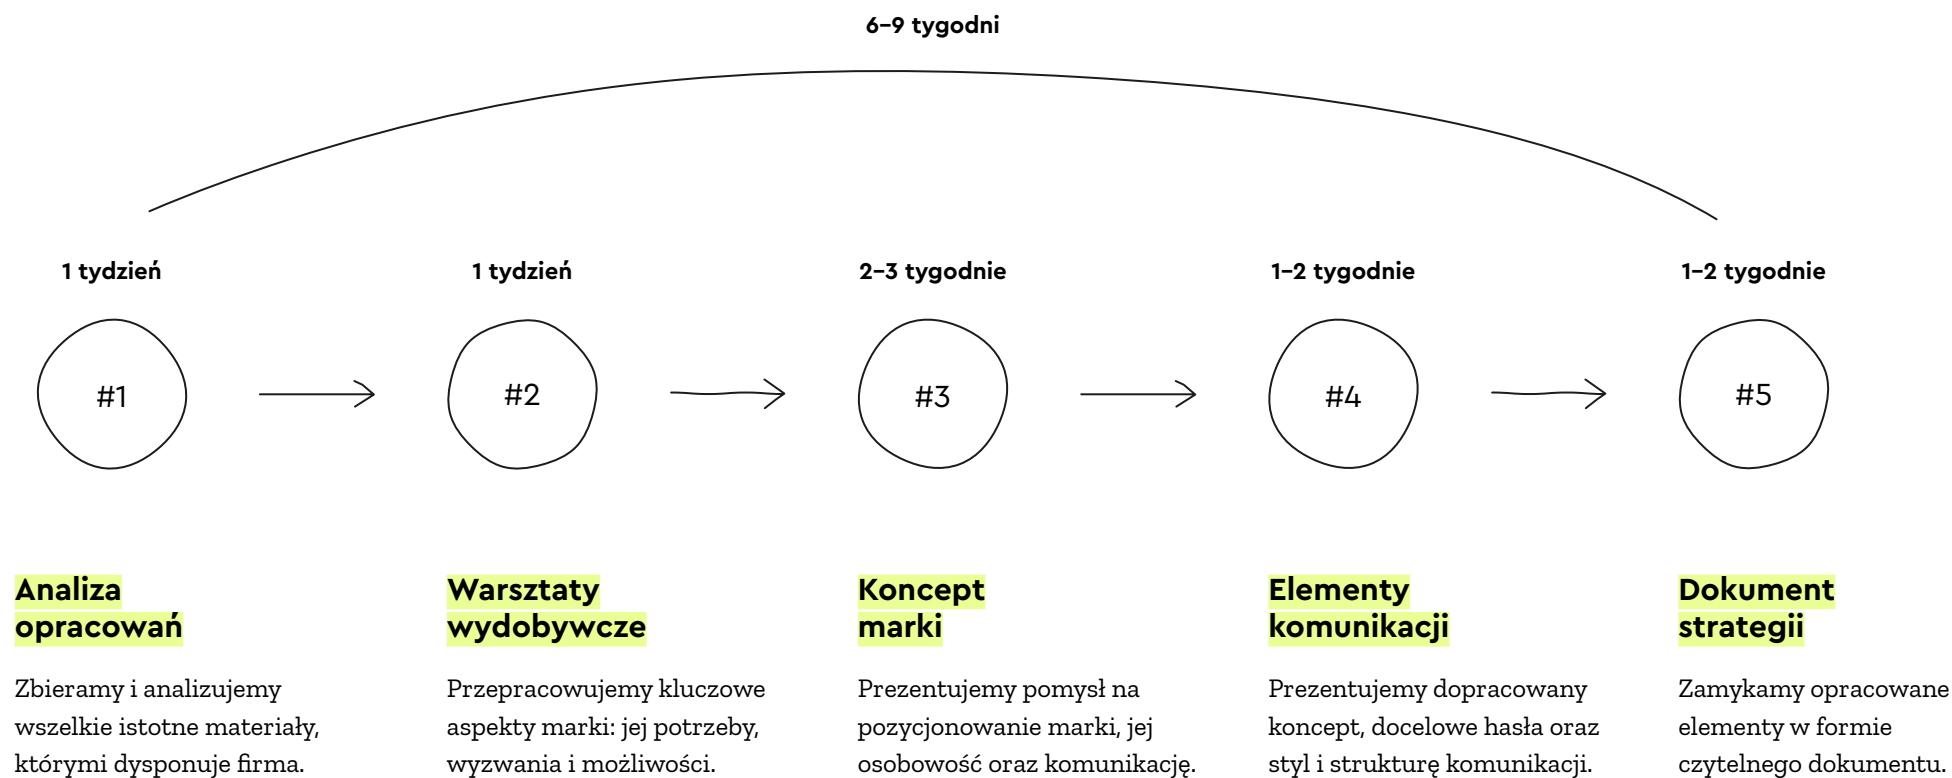 6–9 tygodni
1 tydzień
1 tydzień
2–3 tygodnie
1–2 tygodnie
1–2 tygodnie
#1
#2
#3
#4
#5
Analiza
opracowań
Zbieramy i analizujemy
wszelkie istotne materiały,
którymi dysponuje firma.
Warsztaty
wydobywcze
Przepracowujemy kluczowe
aspekty marki: jej potrzeby,
wyzwania i możliwości.
Koncept
marki
Prezentujemy pomysł na
pozycjonowanie marki, jej
osobowość oraz komunikację.
Elementy
komunikacji
Prezentujemy dopracowany
koncept, docelowe hasła oraz
styl i strukturę komunikacji.
Dokument
strategii
Zamykamy opracowane
elementy w formie
czytelnego dokumentu.